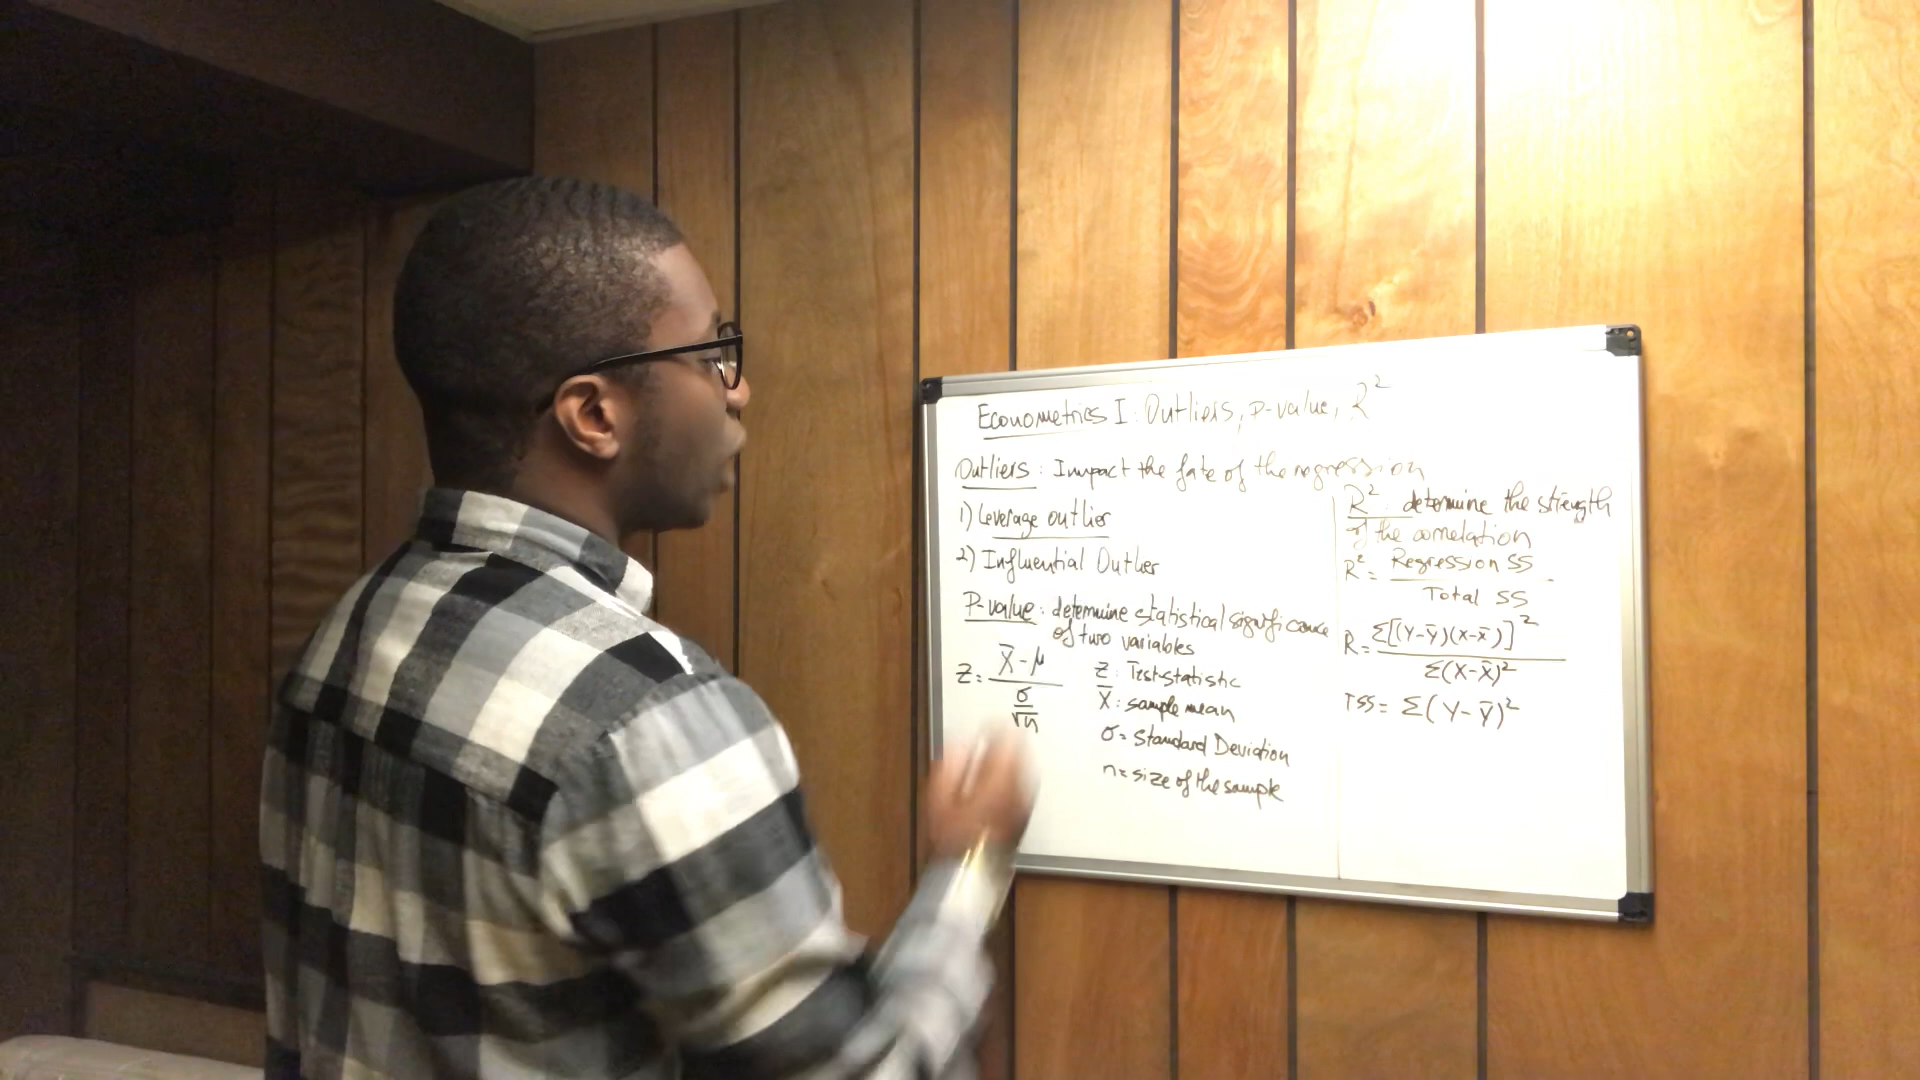 Econometrics I: Outliers, P-value, R²
Outliers: Impact the fate of the regression
1) Leverage outlier
2) Influential Outlier
P-value: determine statistical significance
of two variables
Z = X̄ - μ / σ/√n
Z: Test statistic
X̄: sample mean
σ = Standard Deviation
n = size of the sample
R²: determine the strength
of the correlation
R² = Regression SS / Total SS
R = Σ[(Y-ȳ)(X-x̄)]² / Σ(X-X̄)²
TSS = Σ(Y-ȳ)²